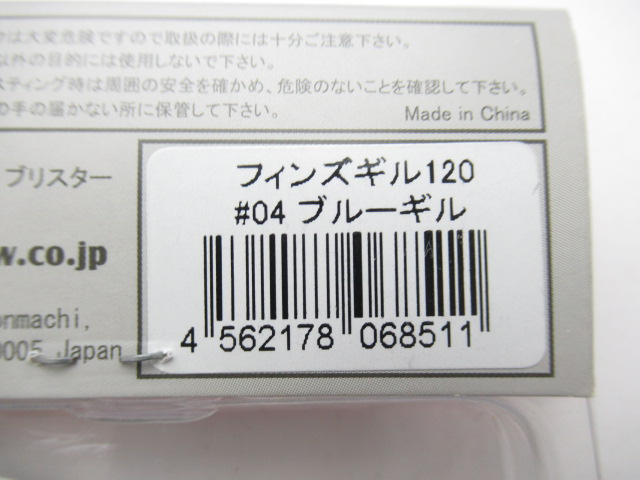 は大変危険ですので取扱の際には十分ご注意下さい。
以外の目的には使用しないで下さい。
スティング時は周囲の安全を確かめ、危険のないことを確認して下さい。
の手の届かない所に保管して下さい。
Made in China
ブリスター
w.co.jp
onmachi,
0005 Japan
フィンズギル120
#04 ブルーギル
4 562178 068511